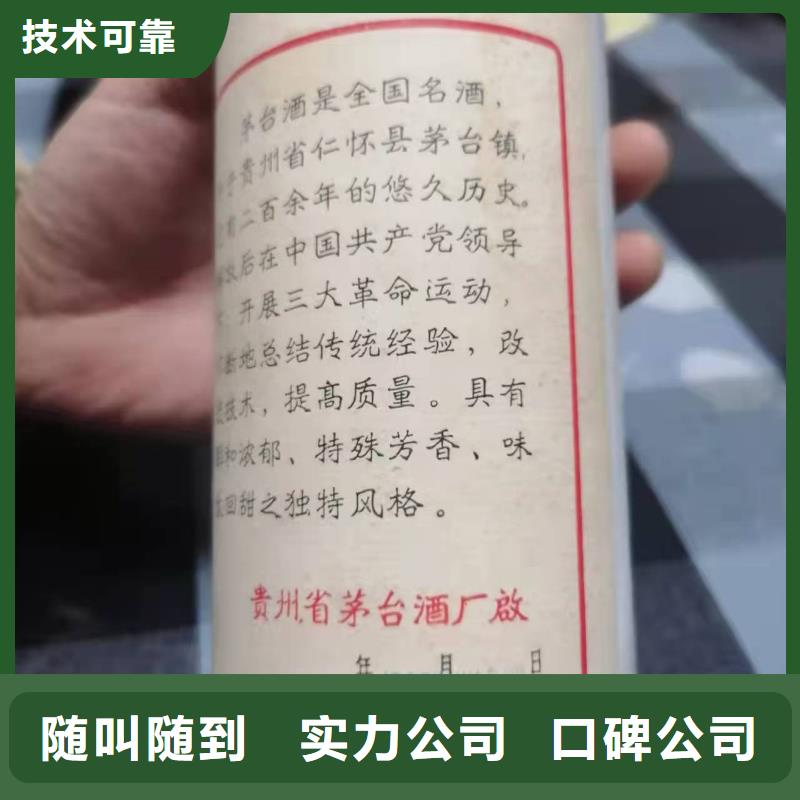 技术可靠
茅台酒是全国名酒，
于贵州省仁怀县茅台镇，
有二百余年的悠久历史。
放后在中国共产党领导
开展三大革命运动，
断地总结传统经验，改
技术，提高质量。具有
和浓郁、特殊芳香、味
回甜之独特风格。
贵州省茅台酒厂启
年 月 日
随叫随到 实力公司 口碑公司